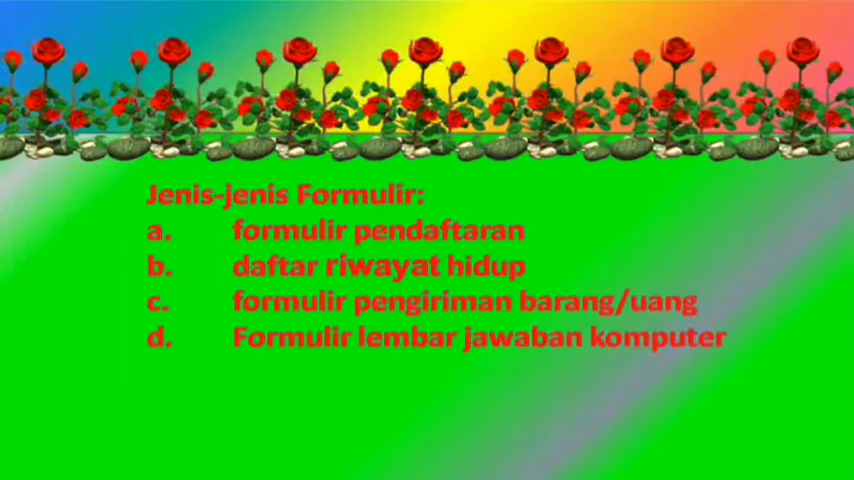 Jenis-jenis Formulir:
a. formulir pendaftaran
b. daftar riwayat hidup
c. formulir pengiriman barang/uang
d. Formulir lembar jawaban komputer